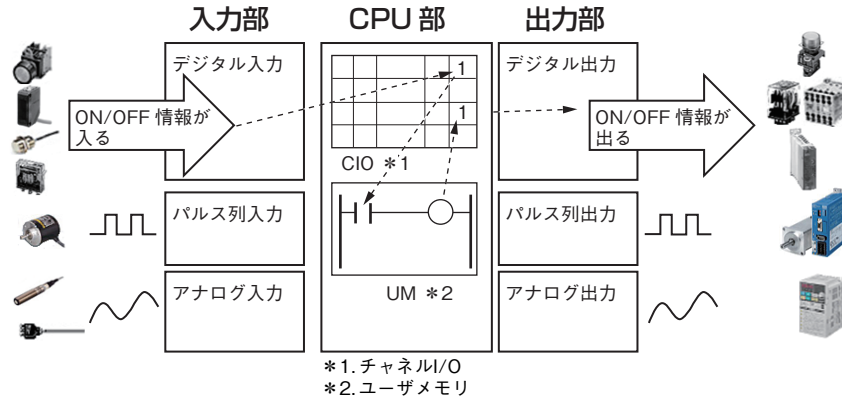 入力部
CPU 部
出力部
デジタル入力
ON/OFF 情報が
入る
パルス列入力
アナログ入力
1
1
CIO *1
UM *2
デジタル出力
ON/OFF 情報が
出る
パルス列出力
アナログ出力
*1.チャネルI/O
*2.ユーザメモリ